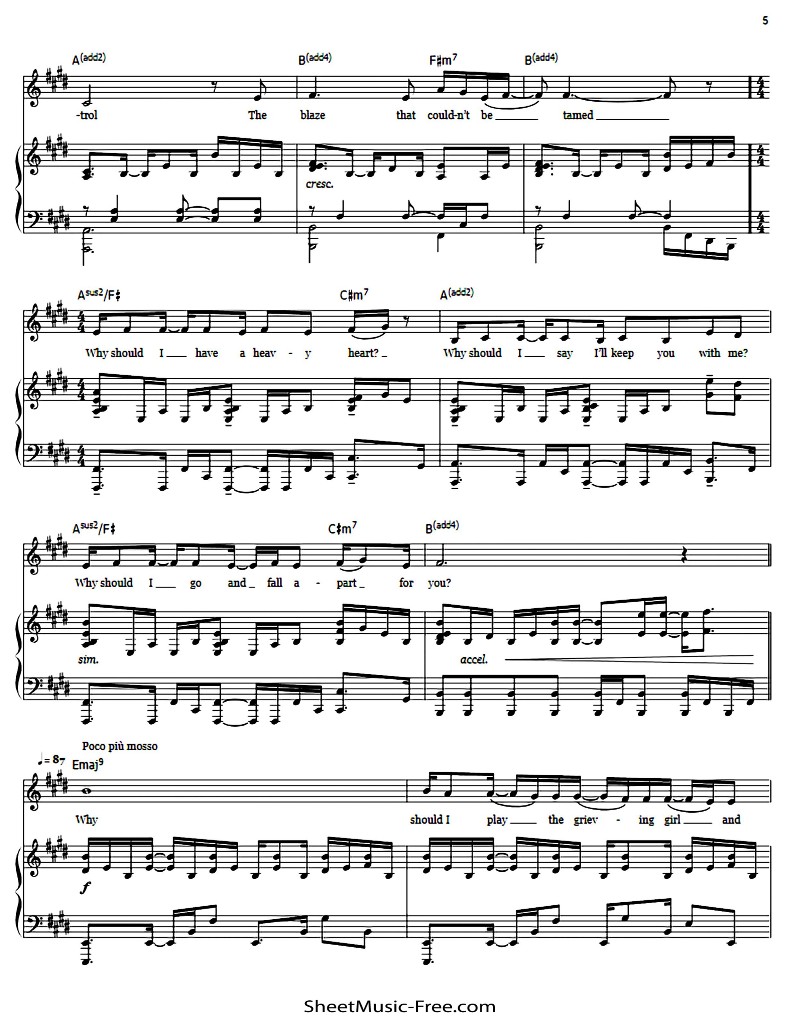 5
A(add2) B(add4) F#m7 B(add4)
-trol The blaze that could-n't be tamed
cresc.
Asus2/F# C#m7 A(add2)
Why should I have a heav - y heart? Why should I say I'll keep you with me?
Asus2/F# C#m7 B(add4)
Why should I go and fall a - part for you?
sim. accel.
Poco più mosso
♩ = 87 Emaj9
Why should I play the griev - ing girl and
f
SheetMusic-Free.com